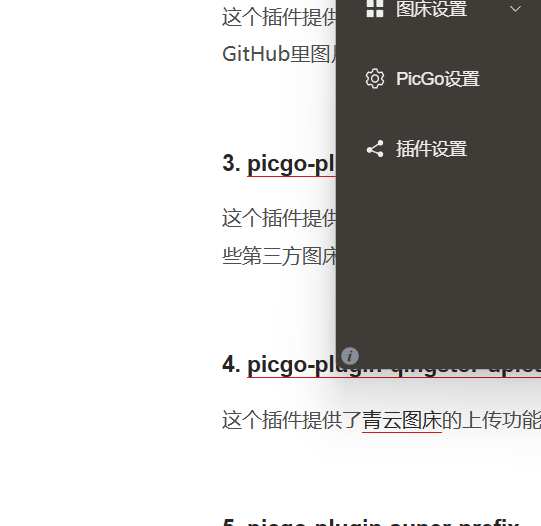 这个插件提供
图床设置
GitHub里图
PicGo设置
插件设置
3. picgo-pl
这个插件提供
些第三方图床
4. picgo-plugin-qingstor-uploa
这个插件提供了青云图床的上传功能
5. picgo-plugin-super-prefix